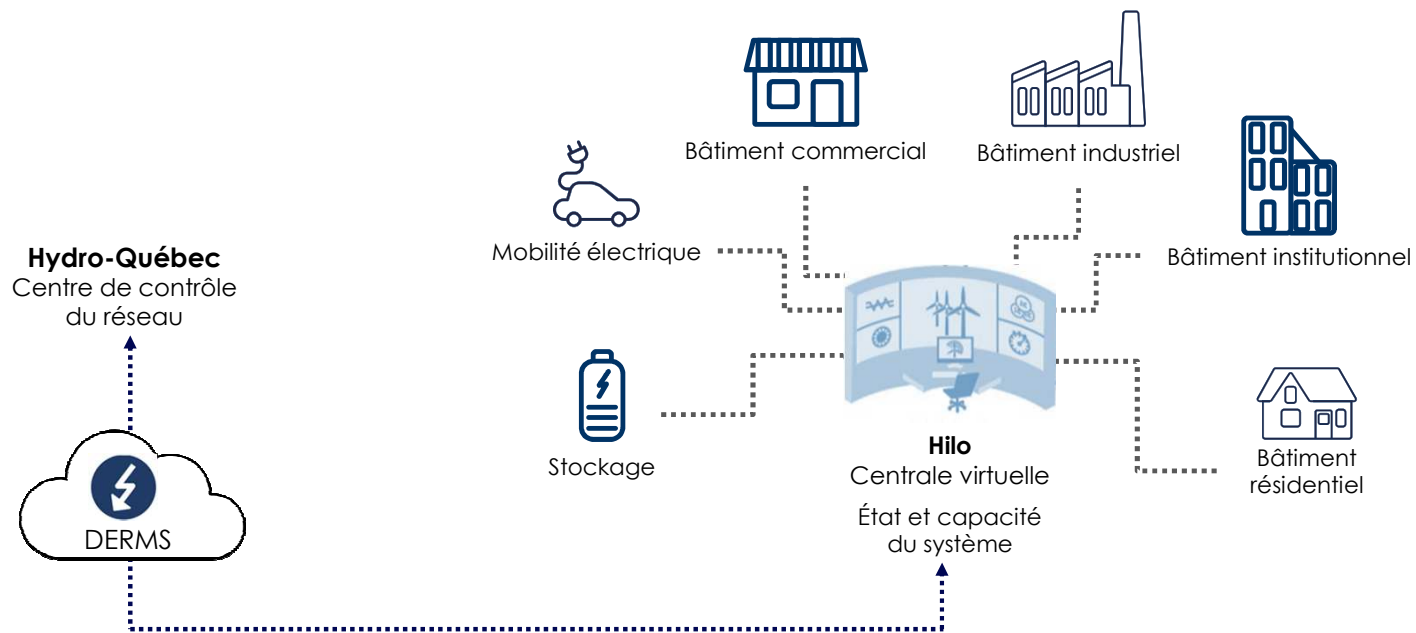 Bâtiment commercial
Bâtiment industriel
Mobilité électrique
Bâtiment institutionnel
Hydro-Québec
Centre de contrôle
du réseau
Stockage
Hilo
Centrale virtuelle
État et capacité
du système
Bâtiment
résidentiel
DERMS